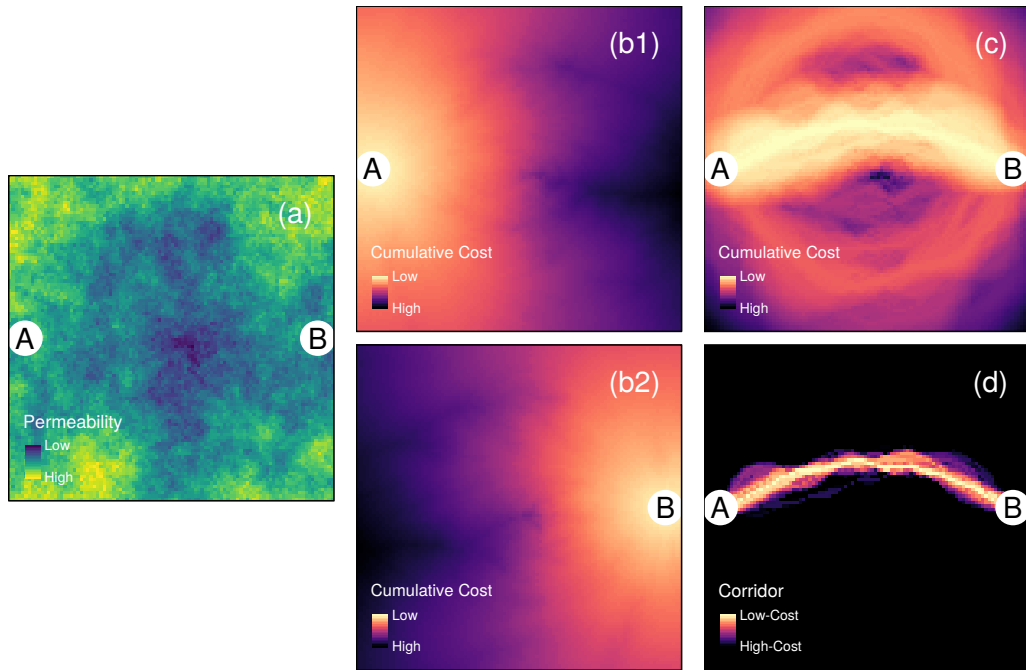 (a)
A
B
Permeability
Low
High
(b1)
A
Cumulative Cost
Low
High
(b2)
B
Cumulative Cost
Low
High
(c)
A
B
Cumulative Cost
Low
High
(d)
A
B
Corridor
Low-Cost
High-Cost